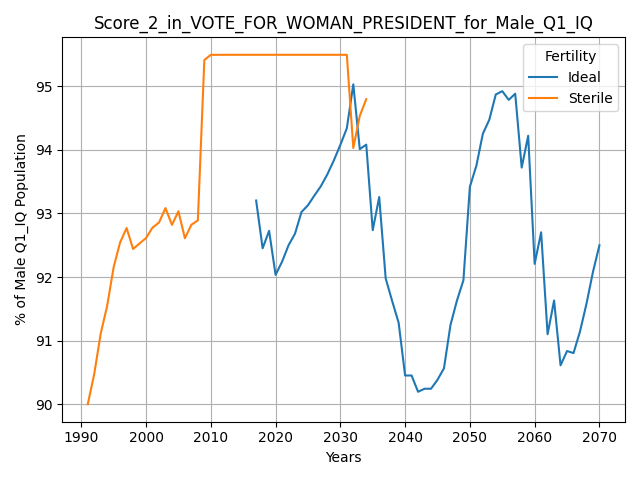 Score_2_in_VOTE_FOR_WOMAN_PRESIDENT_for_Male_Q1_IQ
Fertility
Ideal
Sterile
% of Male Q1_IQ Population
95
94
93
92
91
90
1990 2000 2010 2020 2030 2040 2050 2060 2070
Years